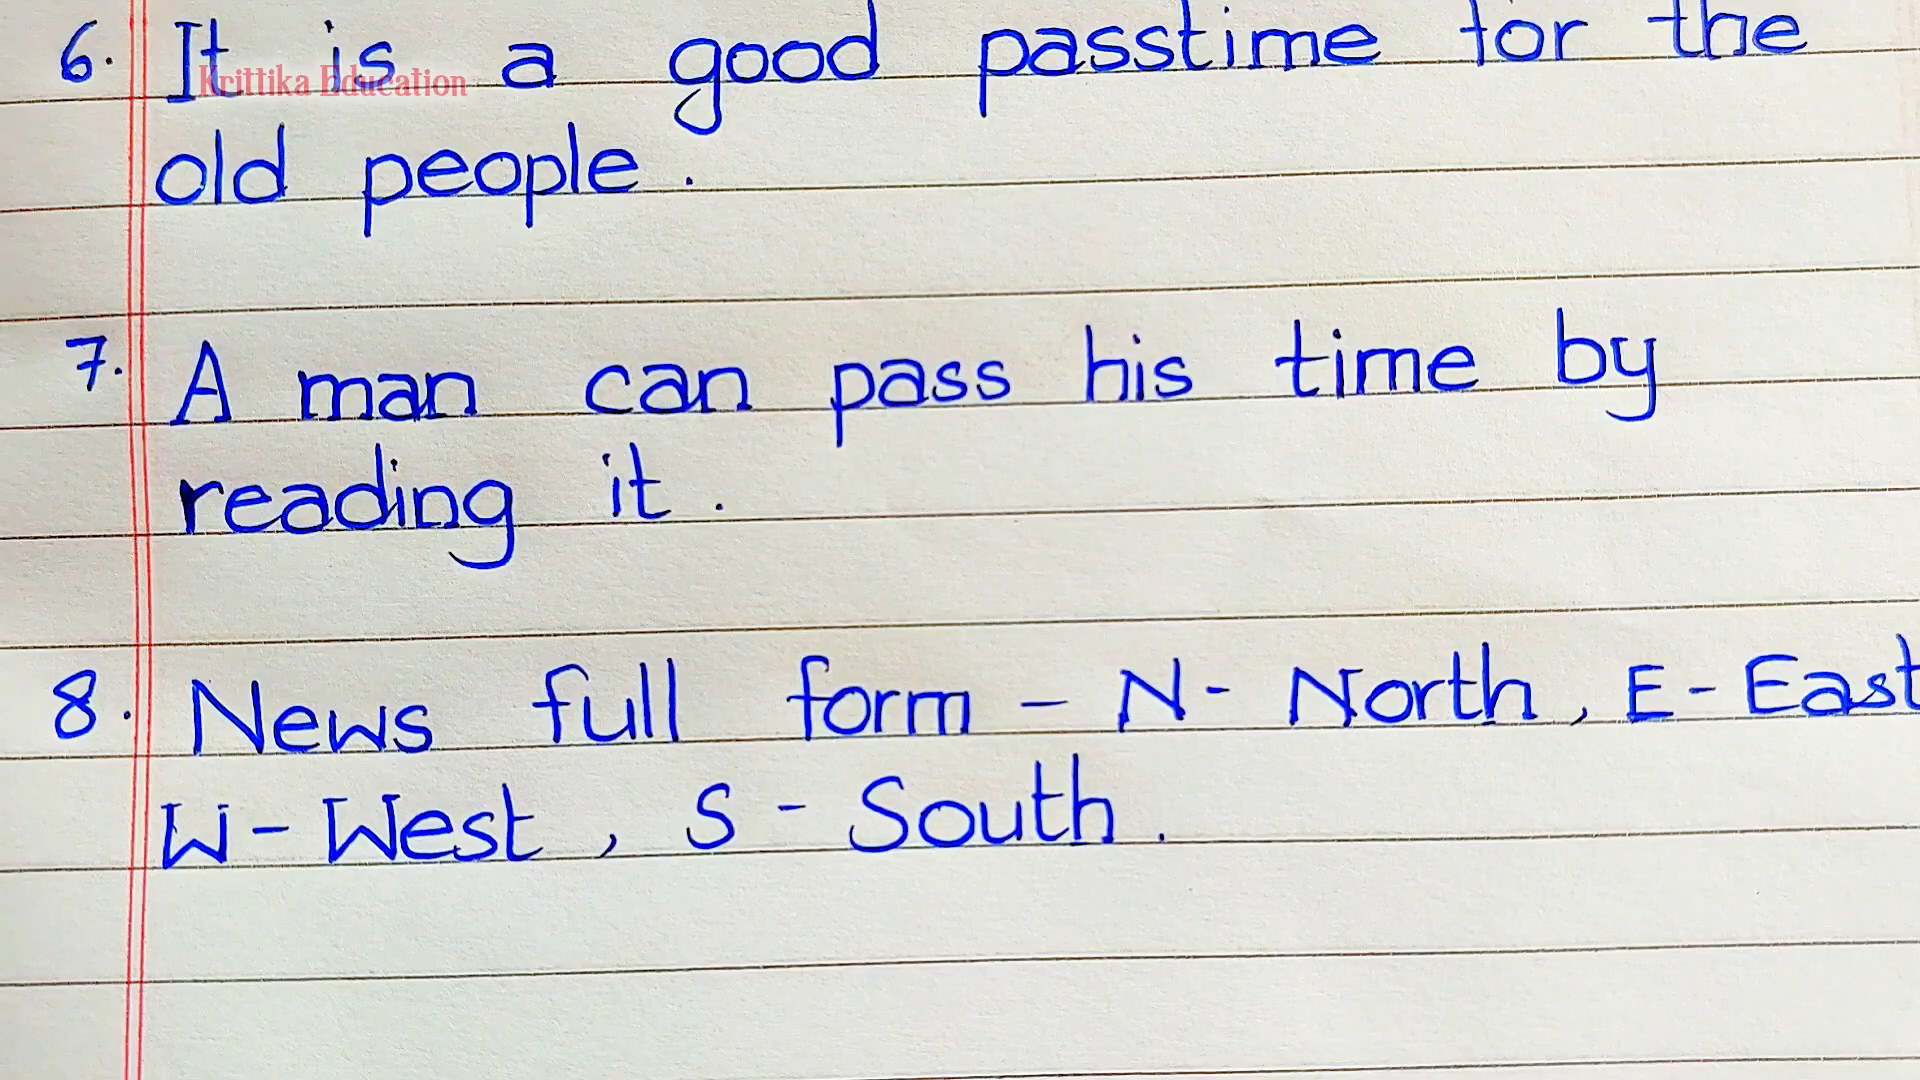 6. It is a good passtime for the
Krittika Education
old people.
7. A man can pass his time by
reading it.
8. News full form - N- North, E - East
W - West, S - South.